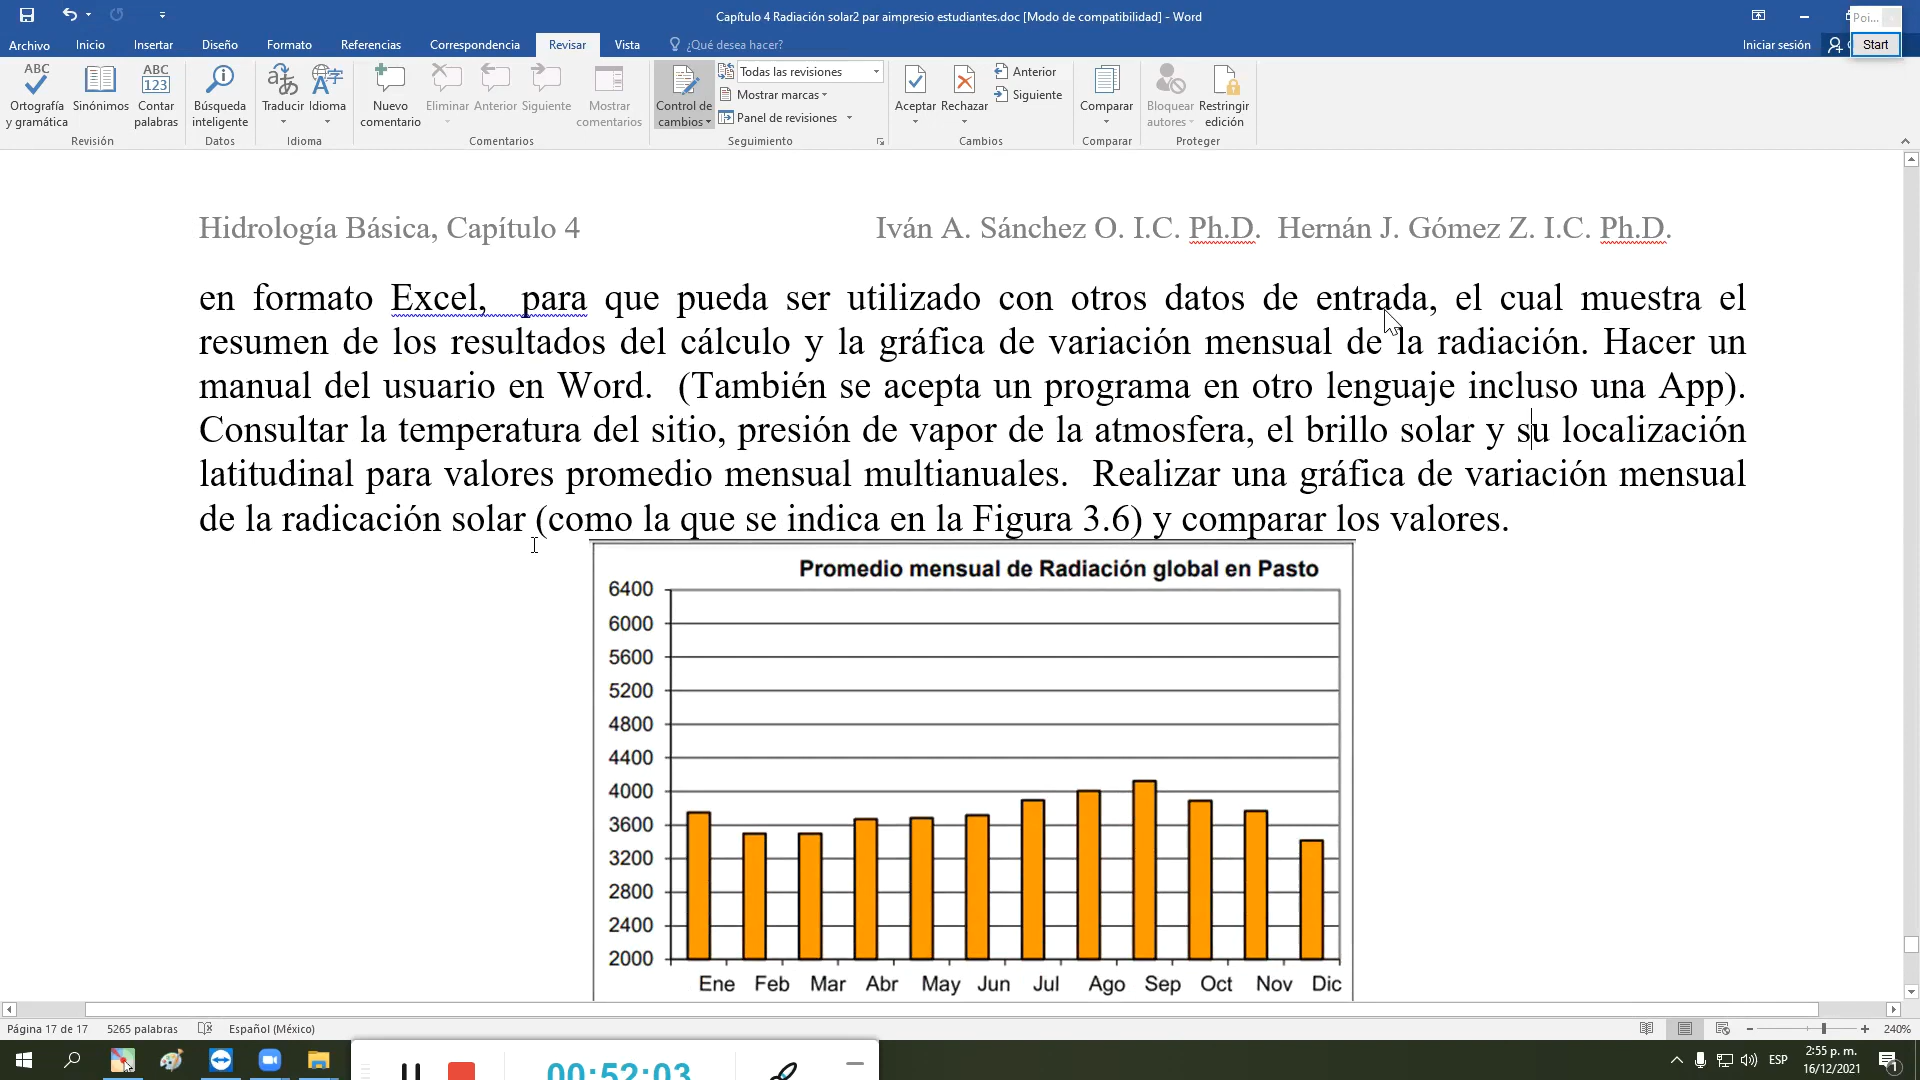 Capítulo 4 Radiación solar2 par aimpresio estudiantes.doc [Modo de compatibilidad] - Word
Poi...
Archivo Inicio Insertar Diseño Formato Referencias Correspondencia Revisar Vista ¿Qué desea hacer? Iniciar sesión Start
ABC ABC 123
Ortografía y gramática Sinónimos Contar palabras Búsqueda inteligente Traducir Idioma Nuevo comentario Eliminar Anterior Siguiente Mostrar comentarios Control de cambios
Todas las revisiones
Mostrar marcas
Panel de revisiones
Aceptar Rechazar
Anterior
Siguiente
Comparar Bloquear autores Restringir edición
Revisión Datos Idioma Comentarios Seguimiento Cambios Comparar Proteger
Hidrología Básica, Capítulo 4 Iván A. Sánchez O. I.C. Ph.D. Hernán J. Gómez Z. I.C. Ph.D.
en formato Excel, para que pueda ser utilizado con otros datos de entrada, el cual muestra el
resumen de los resultados del cálculo y la gráfica de variación mensual de la radiación. Hacer un
manual del usuario en Word. (También se acepta un programa en otro lenguaje incluso una App).
Consultar la temperatura del sitio, presión de vapor de la atmosfera, el brillo solar y su localización
latitudinal para valores promedio mensual multianuales. Realizar una gráfica de variación mensual
de la radicación solar (como la que se indica en la Figura 3.6) y comparar los valores.
Promedio mensual de Radiación global en Pasto
6400
6000
5600
5200
4800
4400
4000
3600
3200
2800
2400
2000
Ene Feb Mar Abr May Jun Jul Ago Sep Oct Nov Dic
Página 17 de 17 5265 palabras Español (México) 240%
00:52:03
ESP
2:55 p. m.
16/12/2021
1